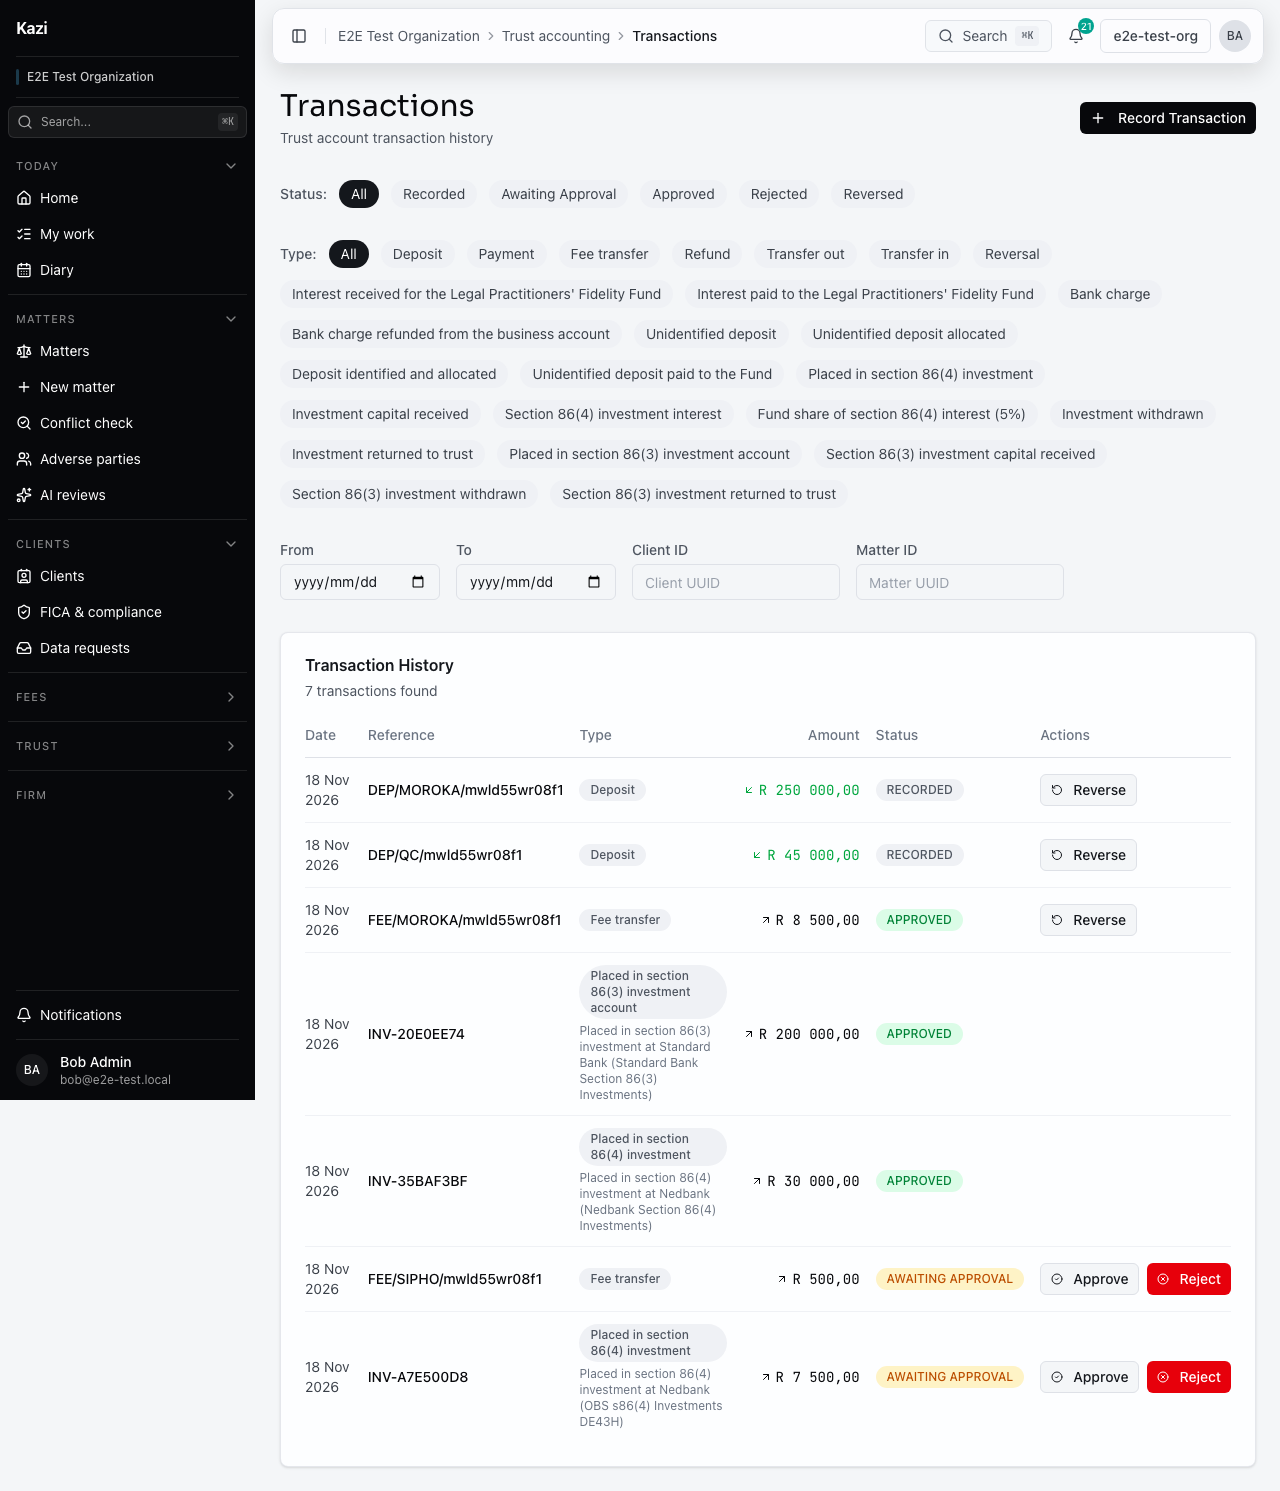 Kazi
E2E Test Organization
Search...
⌘K
TODAY
Home
My work
Diary
MATTERS
Matters
New matter
Conflict check
Adverse parties
AI reviews
CLIENTS
Clients
FICA & compliance
Data requests
FEES
TRUST
FIRM
Notifications
BA
Bob Admin
bob@e2e-test.local
E2E Test Organization > Trust accounting > Transactions
Search ⌘K
21
e2e-test-org
BA
Transactions
Trust account transaction history
Record Transaction
Status: All Recorded Awaiting Approval Approved Rejected Reversed
Type: All Deposit Payment Fee transfer Refund Transfer out Transfer in Reversal
Interest received for the Legal Practitioners' Fidelity Fund Interest paid to the Legal Practitioners' Fidelity Fund Bank charge
Bank charge refunded from the business account Unidentified deposit Unidentified deposit allocated
Deposit identified and allocated Unidentified deposit paid to the Fund Placed in section 86(4) investment
Investment capital received Section 86(4) investment interest Fund share of section 86(4) interest (5%) Investment withdrawn
Investment returned to trust Placed in section 86(3) investment account Section 86(3) investment capital received
Section 86(3) investment withdrawn Section 86(3) investment returned to trust
From To Client ID Matter ID
yyyy/mm/dd yyyy/mm/dd Client UUID Matter UUID
Transaction History
7 transactions found
Date Reference Type Amount Status Actions
18 Nov
2026
DEP/MOROKA/mwld55wr08f1 Deposit R 250 000,00 RECORDED Reverse
18 Nov
2026
DEP/QC/mwld55wr08f1 Deposit R 45 000,00 RECORDED Reverse
18 Nov
2026
FEE/MOROKA/mwld55wr08f1 Fee transfer R 8 500,00 APPROVED Reverse
18 Nov
2026
INV-20E0EE74
Placed in section
86(3) investment
account
Placed in section 86(3)
investment at Standard
Bank (Standard Bank
Section 86(3)
Investments)
R 200 000,00 APPROVED
18 Nov
2026
INV-35BAF3BF
Placed in section
86(4) investment
Placed in section 86(4)
investment at Nedbank
(Nedbank Section 86(4)
Investments)
R 30 000,00 APPROVED
18 Nov
2026
FEE/SIPHO/mwld55wr08f1 Fee transfer R 500,00 AWAITING APPROVAL Approve Reject
18 Nov
2026
INV-A7E500D8
Placed in section
86(4) investment
Placed in section 86(4)
investment at Nedbank
(OBS s86(4) Investments
DE43H)
R 7 500,00 AWAITING APPROVAL Approve Reject